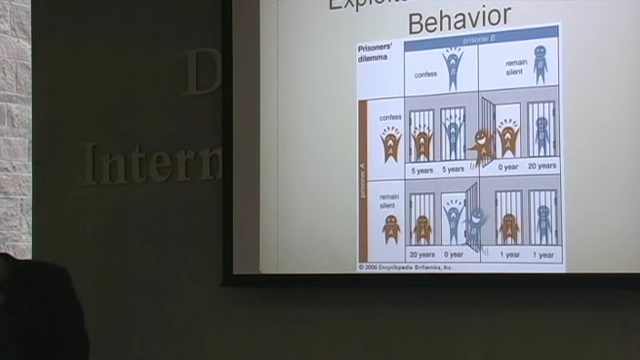 Behavior
Prisoners'
dilemma
prisoner B
confess
remain
silent
prisoner A
confess
5 years 5 years 0 year 20 years
remain
silent
20 years 0 year 1 year 1 year
© 2006 Encyclopædia Britannica, Inc.